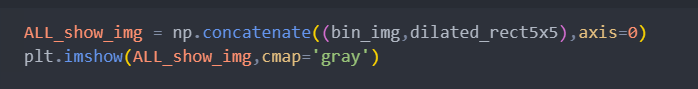 ALL_show_img = np.concatenate((bin_img,dilated_rect5x5),axis=0)
plt.imshow(ALL_show_img,cmap='gray')